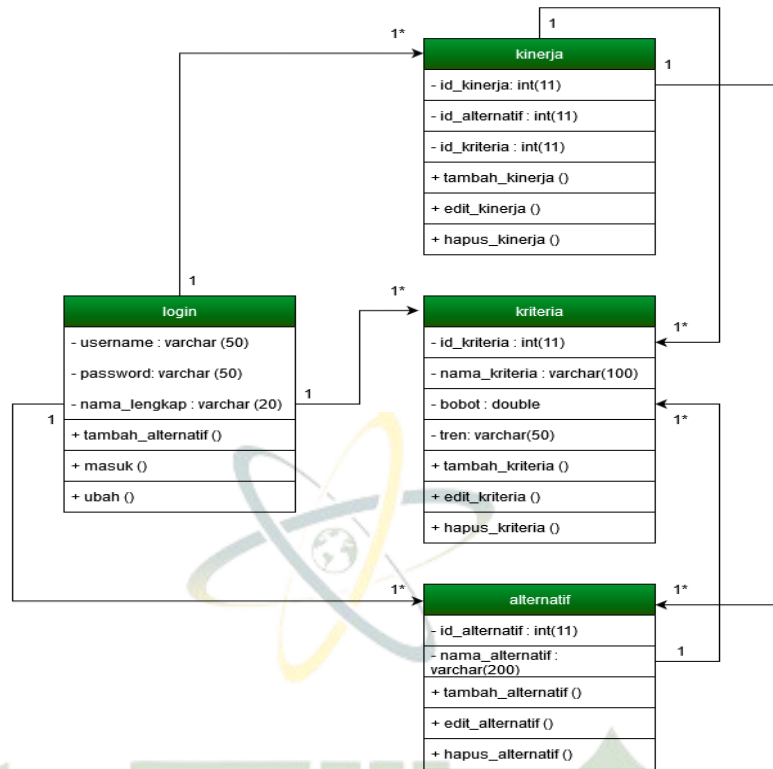 1*
1
kinerja
1
- id_kinerja: int(11)
- id_alternatif : int(11)
- id_kriteria : int(11)
+ tambah_kinerja ()
+ edit_kinerja ()
+ hapus_kinerja ()
1
login
- username : varchar (50)
- password: varchar (50)
- nama_lengkap : varchar (20)
+ tambah_alternatif ()
+ masuk ()
+ ubah ()
1
1
1*
kriteria
1*
- id_kriteria : int(11)
- nama_kriteria : varchar(100)
- bobot : double
1*
- tren: varchar(50)
+ tambah_kriteria ()
+ edit_kriteria ()
+ hapus_kriteria ()
1*
alternatif
1*
- id_alternatif : int(11)
- nama_alternatif :
varchar(200)
1
+ tambah_alternatif ()
+ edit_alternatif ()
+ hapus_alternatif ()